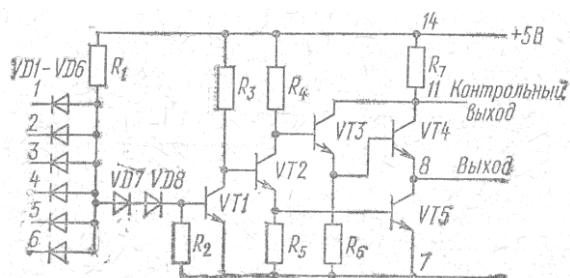 14
+5В
VD1-VD6
R1
R3
R4
R7
11
Контрольный
выход
1
2
3
4
5
6
VT3
VT4
VD7
VD8
VT2
8
Выход
VT1
VT5
R2
R5
R6
7